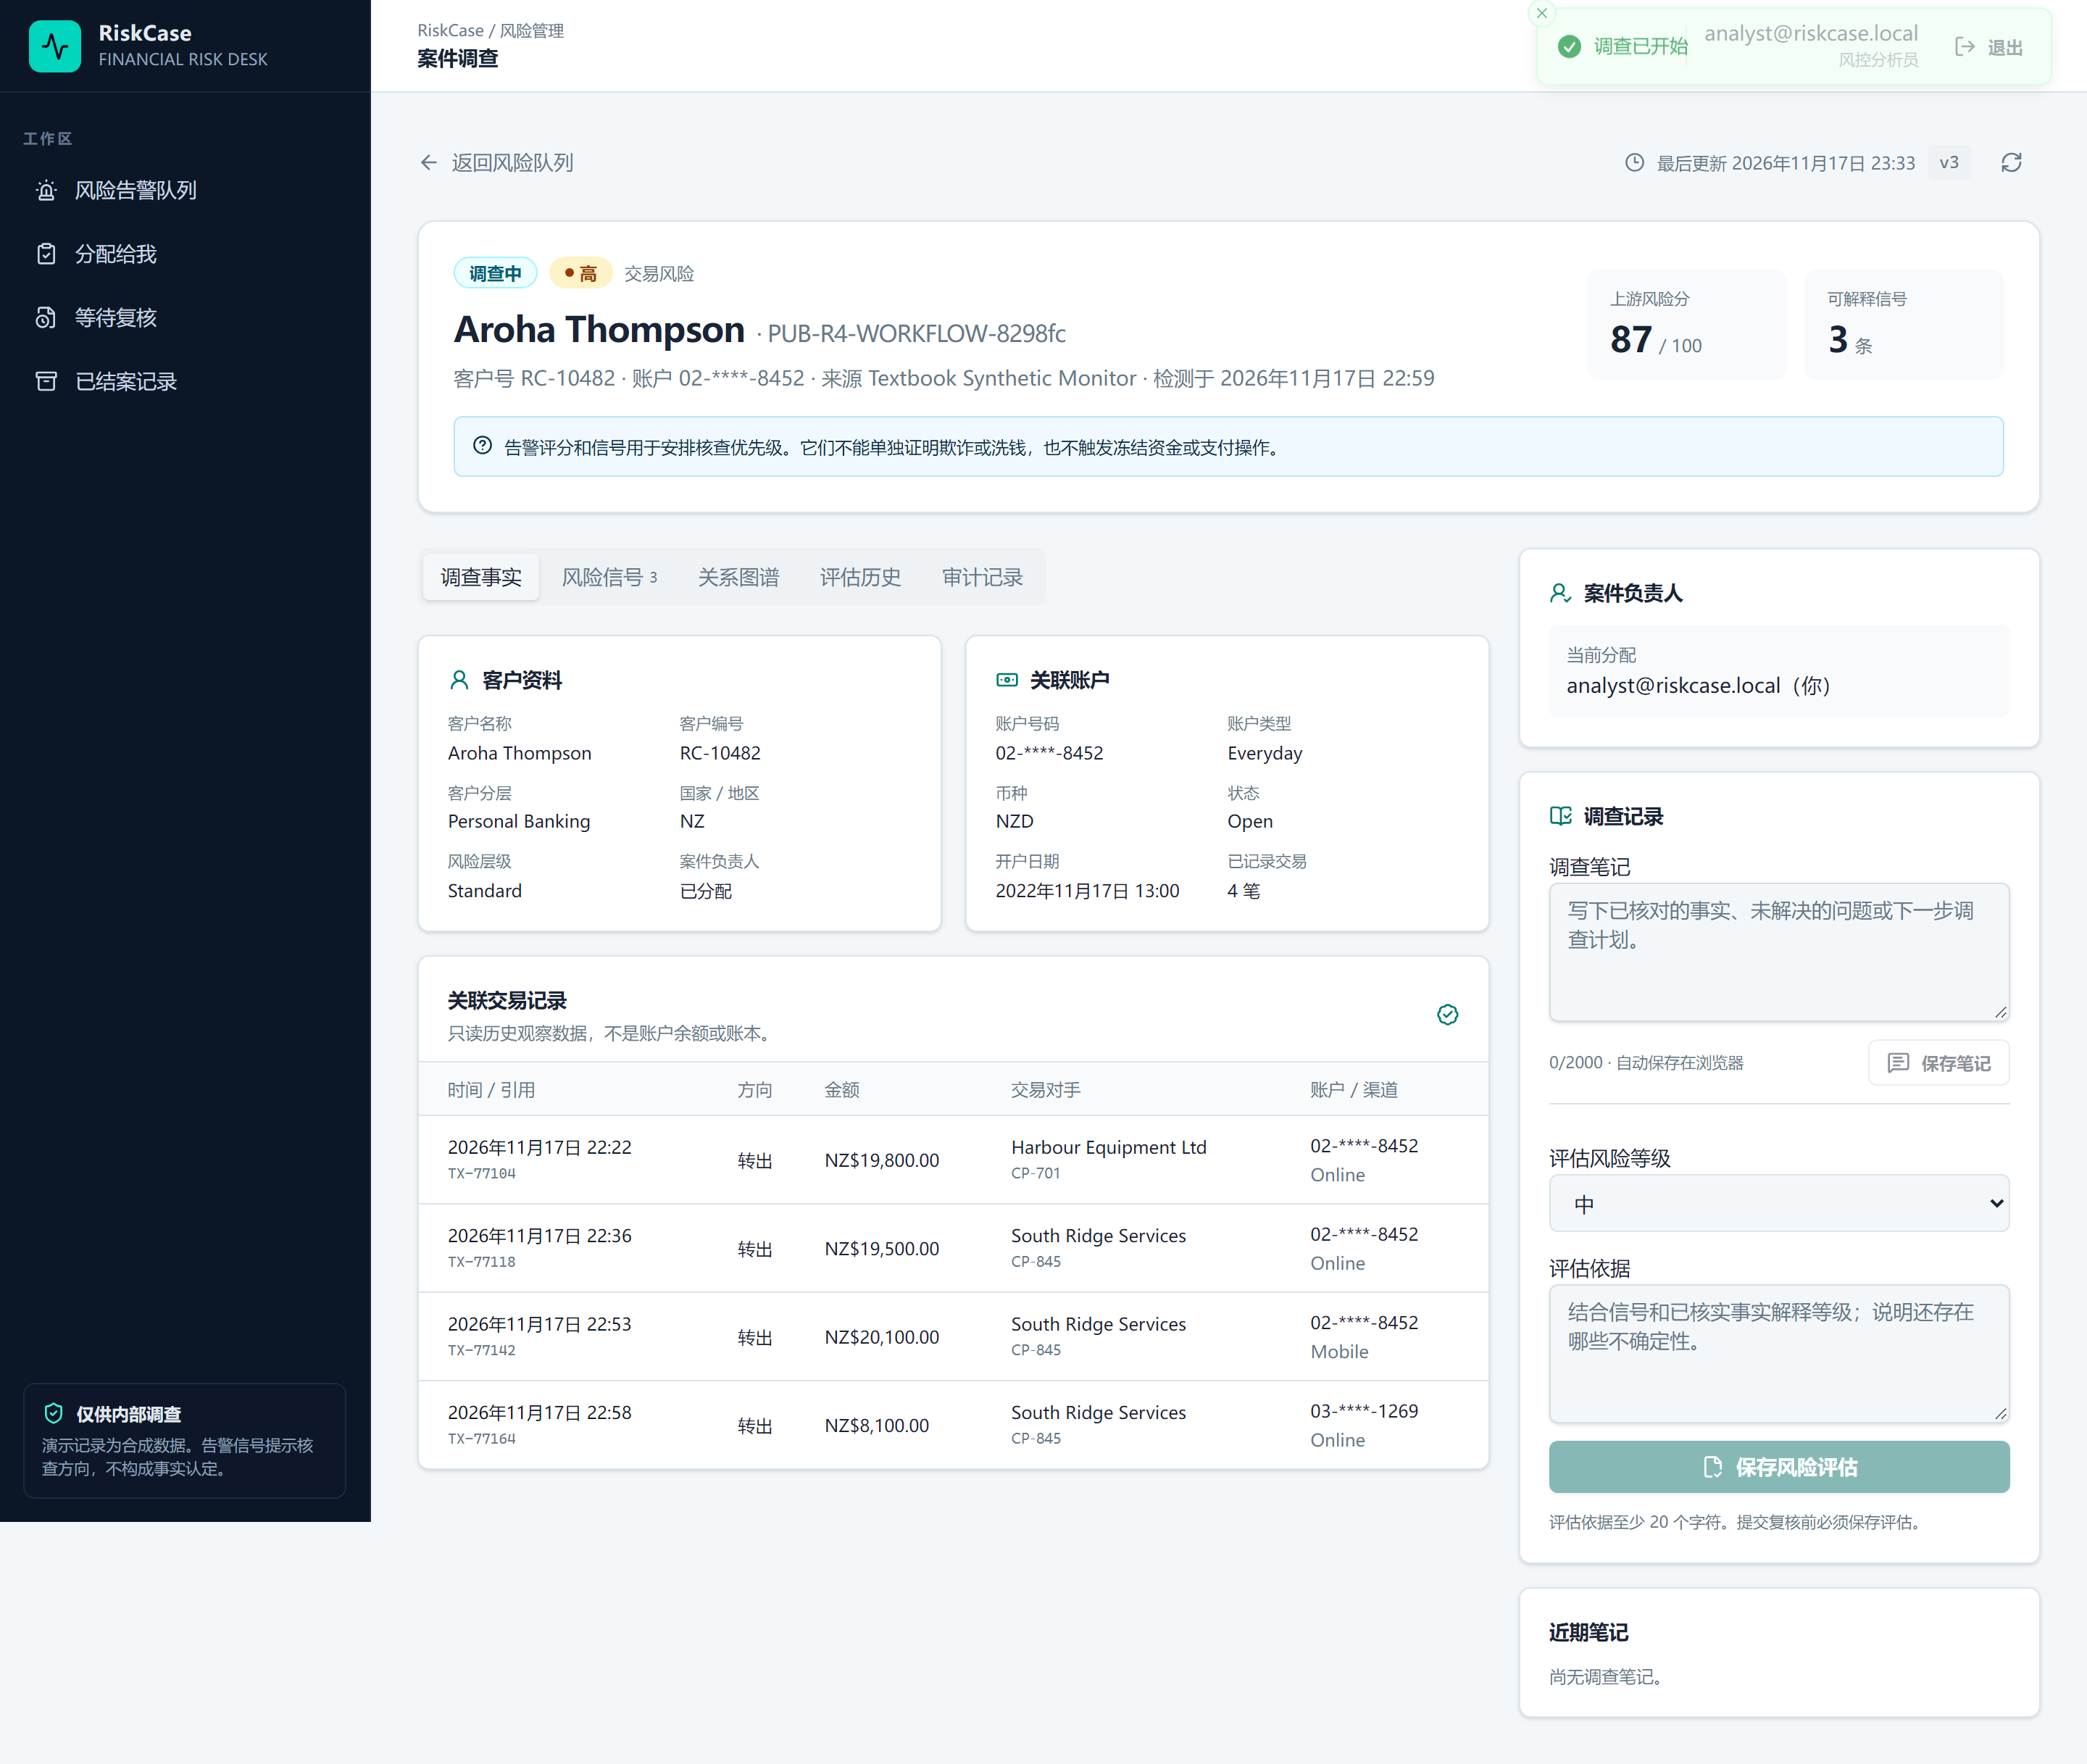 RiskCase
FINANCIAL RISK DESK
工作区
风险告警队列
分配给我
等待复核
已结案记录
仅供内部调查
演示记录为合成数据。告警信号提示核
查方向，不构成事实认定。
RiskCase / 风险管理
案件调查
调查已开始
analyst@riskcase.local
风控分析员
退出
返回风险队列
最后更新 2026年11月17日 23:33
v3
调查中
高
交易风险
Aroha Thompson · PUB-R4-WORKFLOW-8298fc
客户号 RC-10482 · 账户 02-****-8452 · 来源 Textbook Synthetic Monitor · 检测于 2026年11月17日 22:59
上游风险分
87 / 100
可解释信号
3 条
告警评分和信号用于安排核查优先级。它们不能单独证明欺诈或洗钱，也不触发冻结资金或支付操作。
调查事实
风险信号 3
关系图谱
评估历史
审计记录
客户资料
客户名称
客户编号
Aroha Thompson
RC-10482
客户分层
国家 / 地区
Personal Banking
NZ
风险层级
案件负责人
Standard
已分配
关联账户
账户号码
账户类型
02-****-8452
Everyday
币种
状态
NZD
Open
开户日期
已记录交易
2022年11月17日 13:00
4 笔
关联交易记录
只读历史观察数据，不是账户余额或账本。
时间 / 引用
方向
金额
交易对手
账户 / 渠道
2026年11月17日 22:22
TX-77104
转出
NZ$19,800.00
Harbour Equipment Ltd
CP-701
02-****-8452
Online
2026年11月17日 22:36
TX-77118
转出
NZ$19,500.00
South Ridge Services
CP-845
02-****-8452
Online
2026年11月17日 22:53
TX-77142
转出
NZ$20,100.00
South Ridge Services
CP-845
02-****-8452
Mobile
2026年11月17日 22:58
TX-77164
转出
NZ$8,100.00
South Ridge Services
CP-845
03-****-1269
Online
案件负责人
当前分配
analyst@riskcase.local（你）
调查记录
调查笔记
写下已核对的事实、未解决的问题或下一步调
查计划。
0/2000 · 自动保存在浏览器
保存笔记
评估风险等级
中
评估依据
结合信号和已核实事实解释等级；说明还存在
哪些不确定性。
保存风险评估
评估依据至少 20 个字符。提交复核前必须保存评估。
近期笔记
尚无调查笔记。